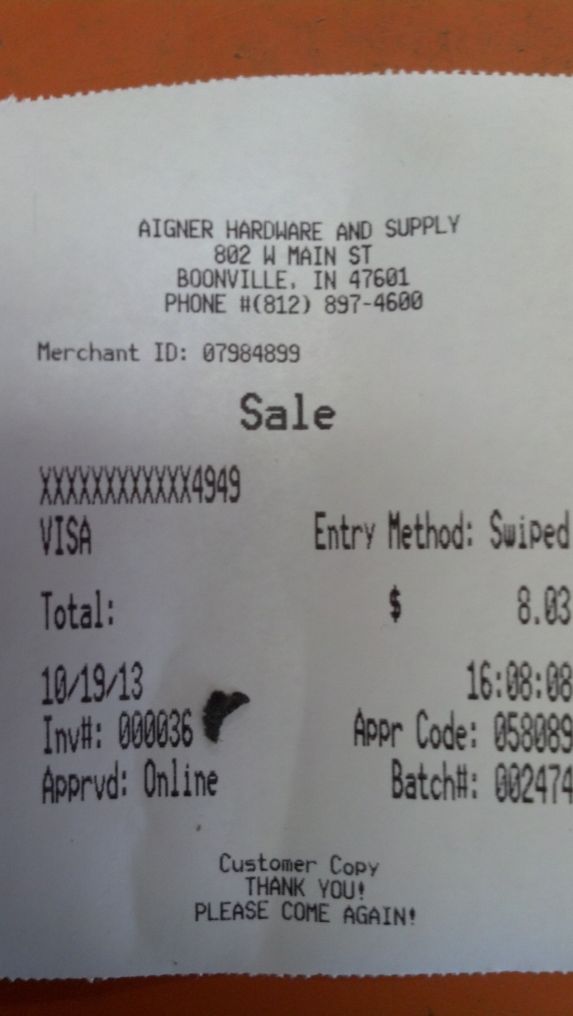 AIGNER HARDWARE AND SUPPLY
802 W MAIN ST
BOONVILLE, IN 47601
PHONE #(812) 897-4600
Merchant ID: 07984899
Sale
XXXXXXXXXXXX4949
VISA Entry Method: Swiped
Total: $ 8.03
10/19/13 16:08:08
Inv#: 000036 Appr Code: 058089
Apprvd: Online Batch#: 002474
Customer Copy
THANK YOU!
PLEASE COME AGAIN!